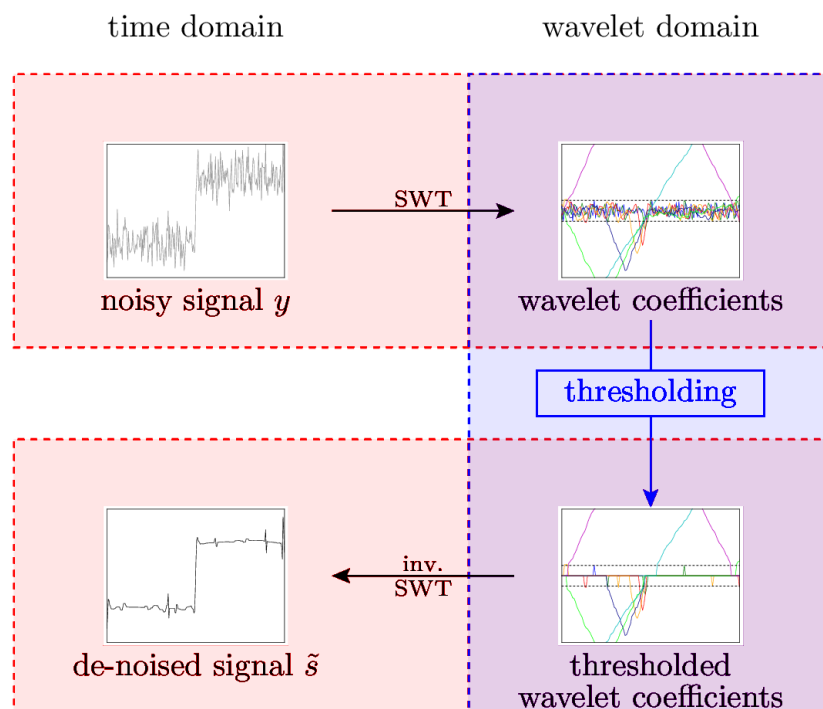 time domain
wavelet domain
SWT
noisy signal y
wavelet coefficients
thresholding
inv.
SWT
de-noised signal s̃
thresholded
wavelet coefficients